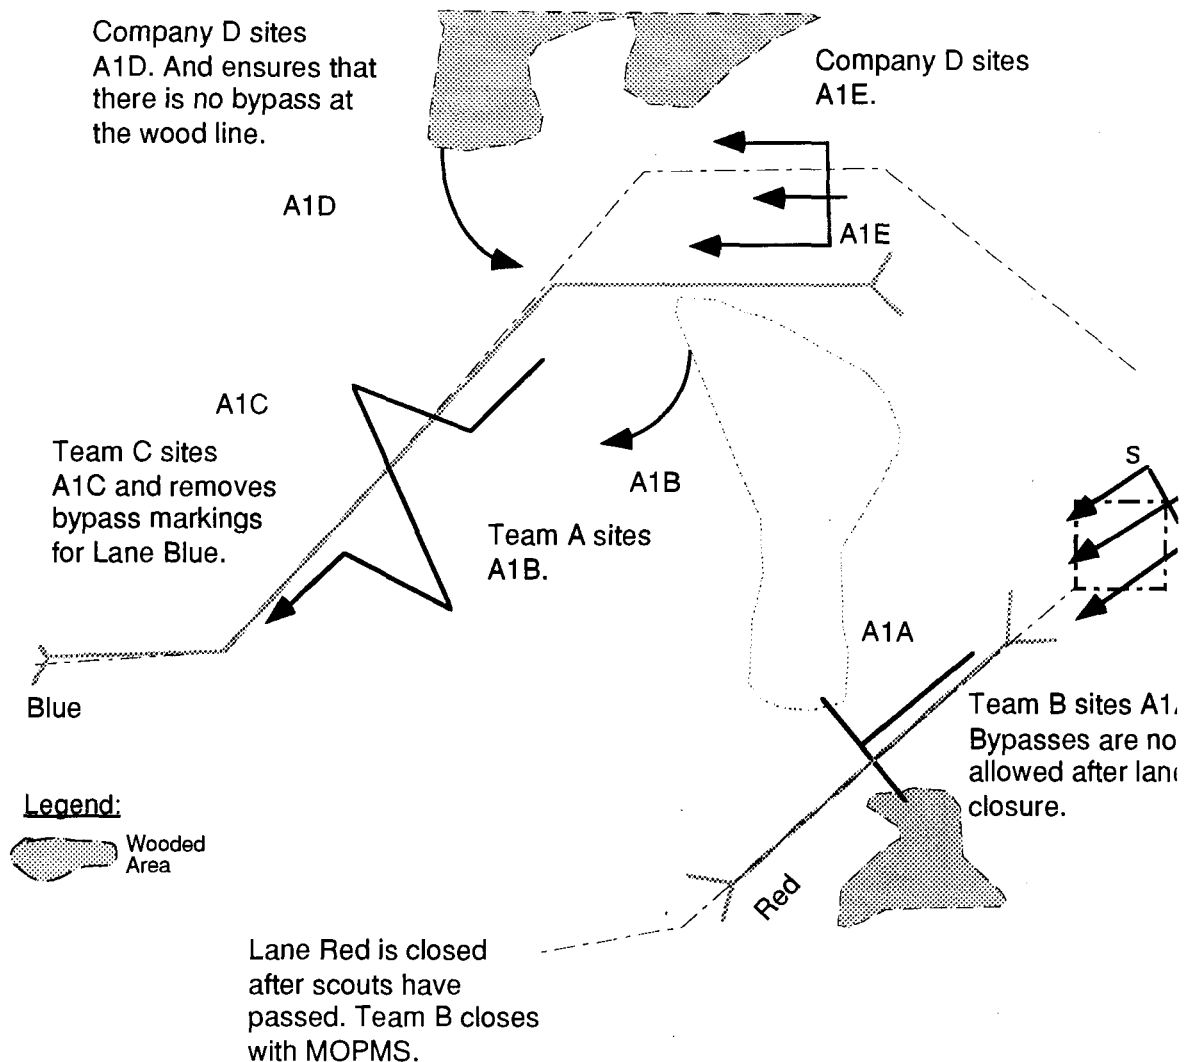 Company D sites
A1D. And ensures that
there is no bypass at
the wood line.
Company D sites
A1E.
A1D
A1E
A1C
Team C sites
A1C and removes
bypass markings
for Lane Blue.
A1B
Team A sites
A1B.
S
A1A
Team B sites A1
Bypasses are no
allowed after lane
closure.
Blue
Legend:
Wooded
Area
Red
Lane Red is closed
after scouts have
passed. Team B closes
with MOPMS.